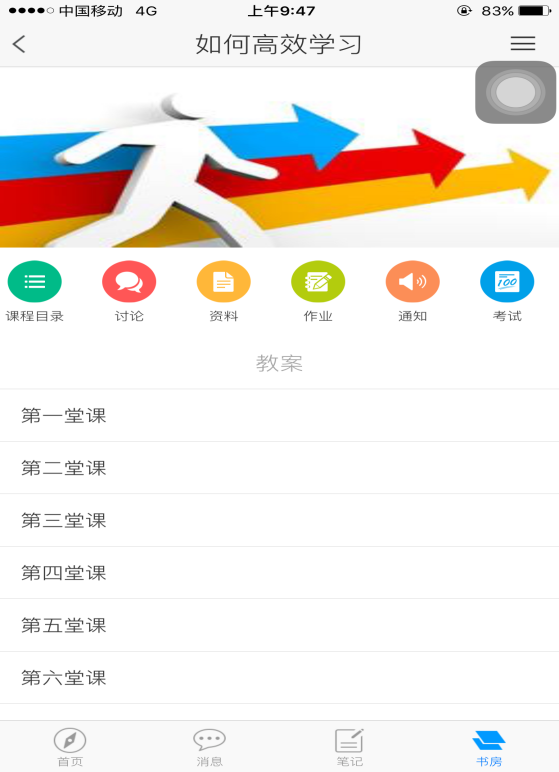 中国移动 4G 上午9:47 83%
如何高效学习
100
课程目录 讨论 资料 作业 通知 考试
教案
第一堂课
第二堂课
第三堂课
第四堂课
第五堂课
第六堂课
首页 消息 笔记 书房